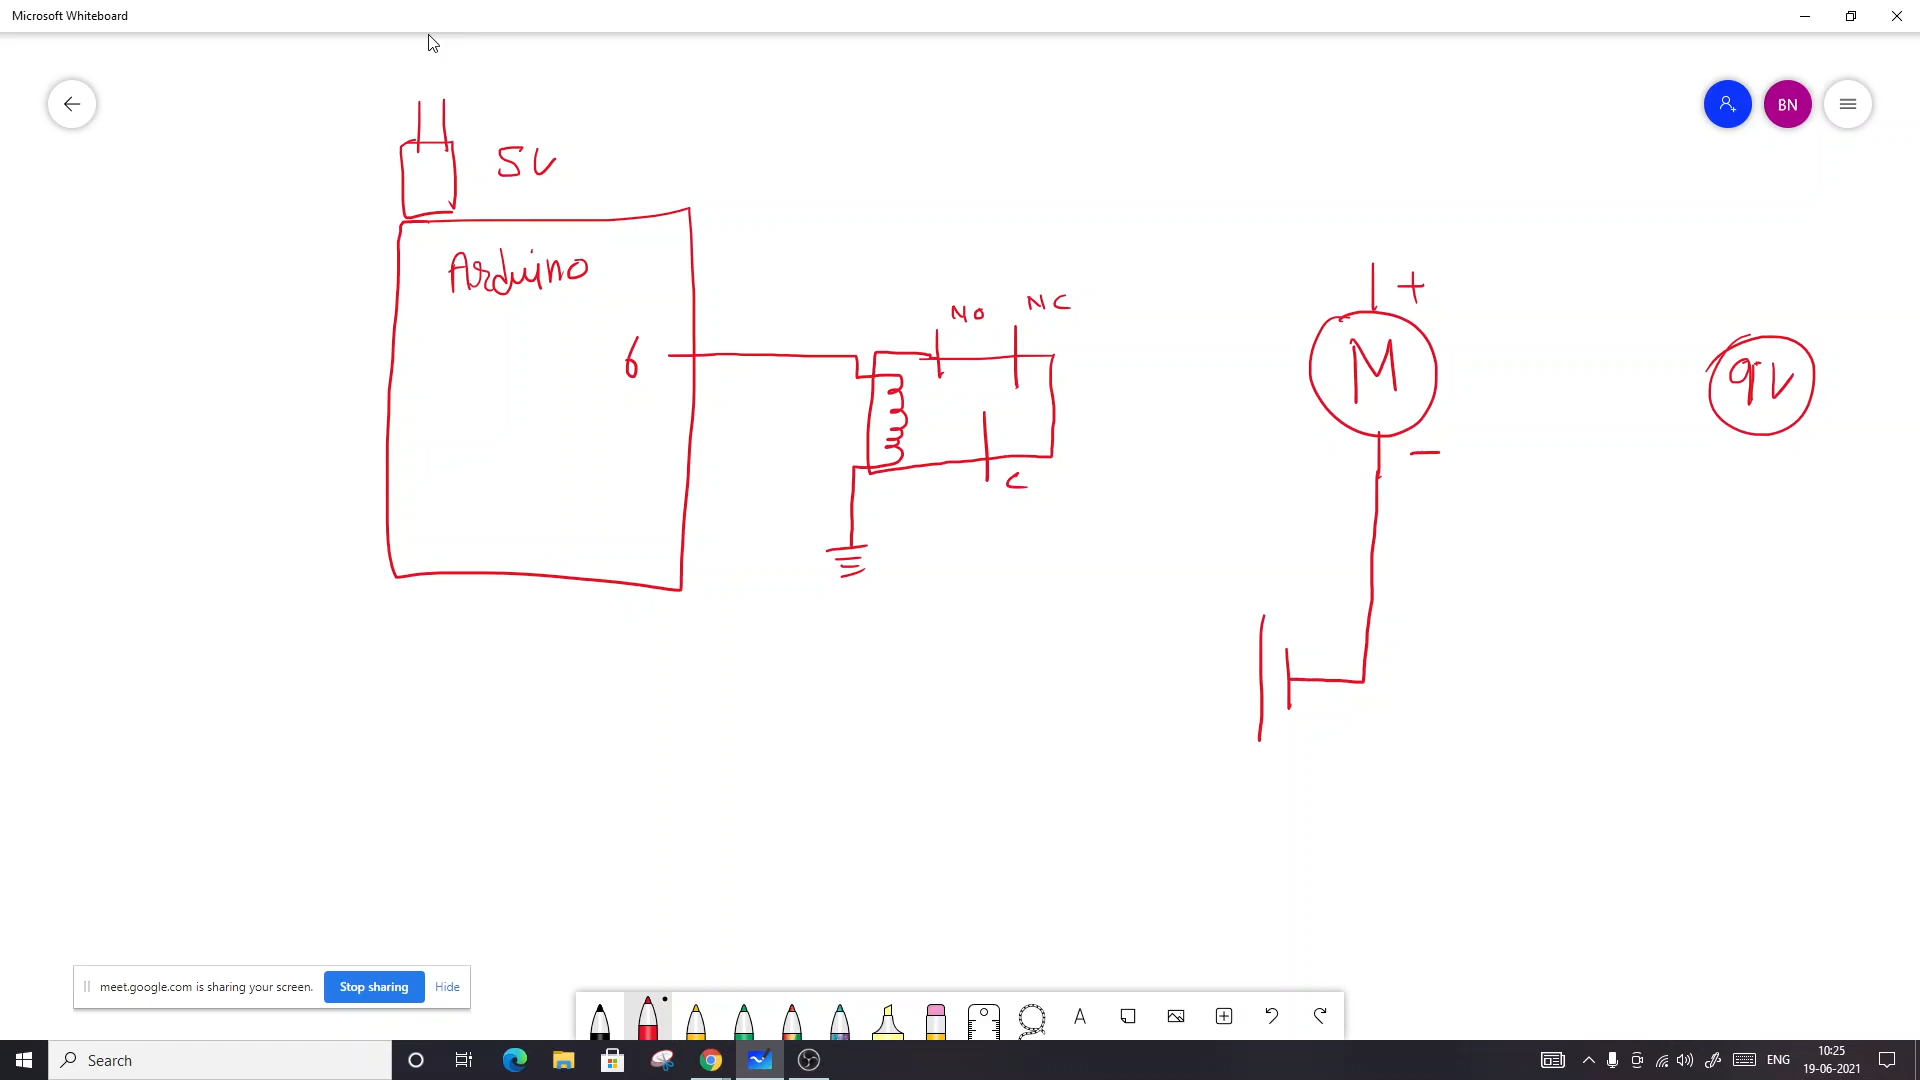 Microsoft Whiteboard
BN
5V
Arduino
6
NO
NC
C
+
M
-
9V
meet.google.com is sharing your screen.
Stop sharing
Hide
A
Search
ENG
10:25
19-06-2021